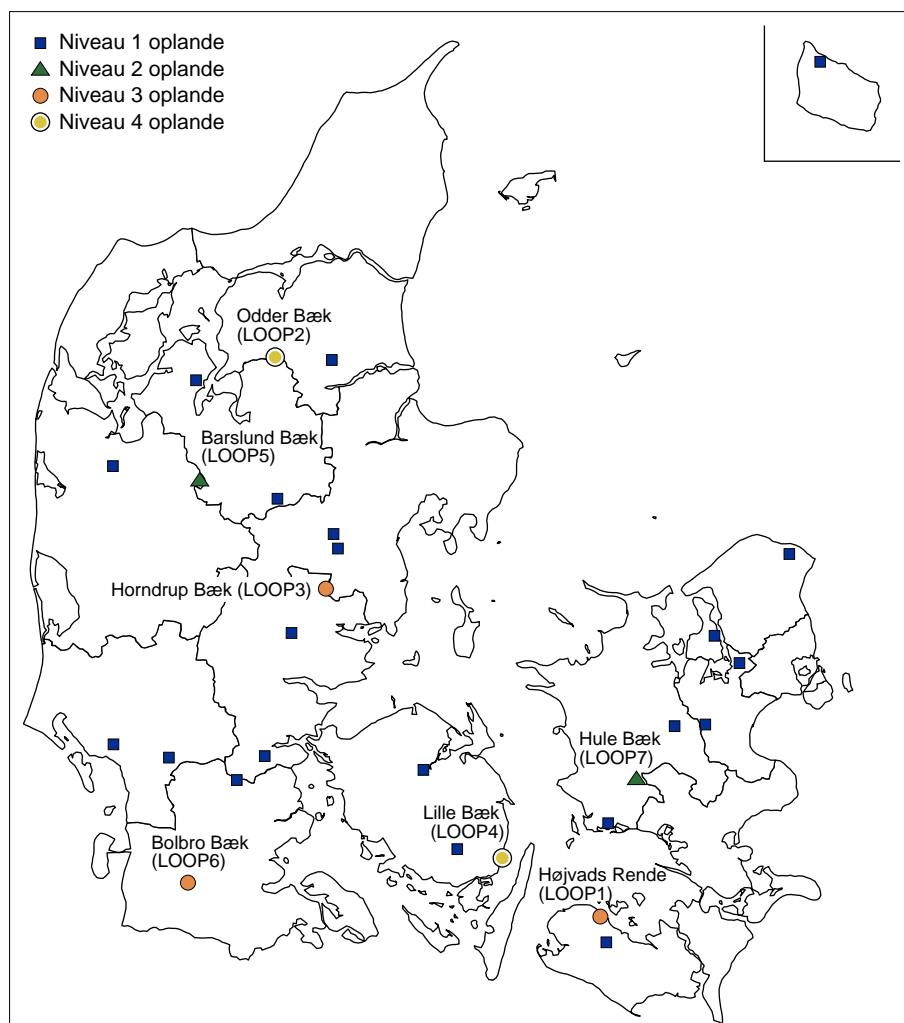 Niveau 1 oplande
Niveau 2 oplande
Niveau 3 oplande
Niveau 4 oplande
Odder Bæk
(LOOP2)
Barslund Bæk
(LOOP5)
Horndrup Bæk (LOOP3)
Hule Bæk
(LOOP7)
Lille Bæk
(LOOP4)
Bolbro Bæk
(LOOP6)
Højvads Rende
(LOOP1)